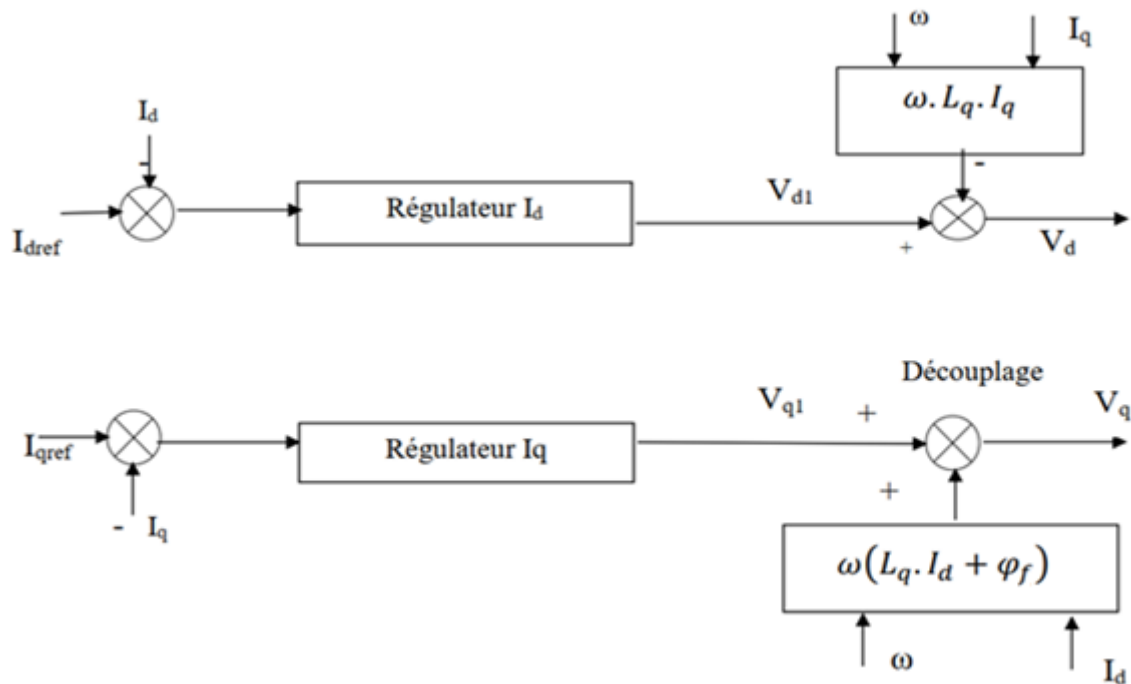 ω
I_q
ω. L_q. I_q
I_d
-
-
Régulateur I_d
V_d1
I_dref
+
V_d
Découplage
V_q1
+
V_q
I_qref
Régulateur Iq
+
- I_q
ω(L_q. I_d + φ_f)
ω
I_d